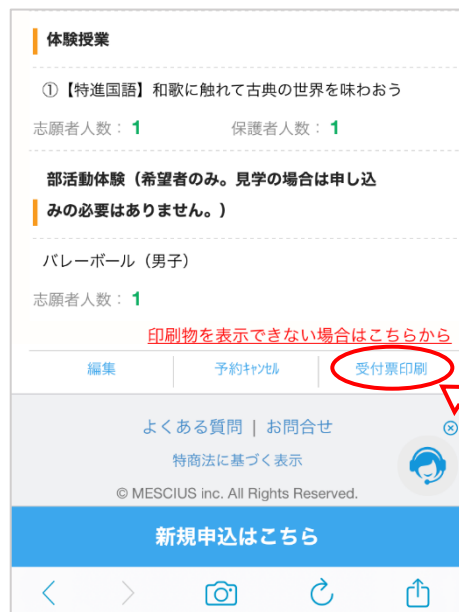 体験授業
①【特進国語】和歌に触れて古典の世界を味わおう
志願者人数： 1 保護者人数： 1
部活動体験（希望者のみ。見学の場合は申し込
みの必要はありません。）
バレーボール（男子）
志願者人数： 1
印刷物を表示できない場合はこちらから
編集 予約ｷｬﾝｾﾙ 受付票印刷
よくある質問 | お問合せ
特商法に基づく表示
© MESCIUS inc. All Rights Reserved.
新規申込はこちら